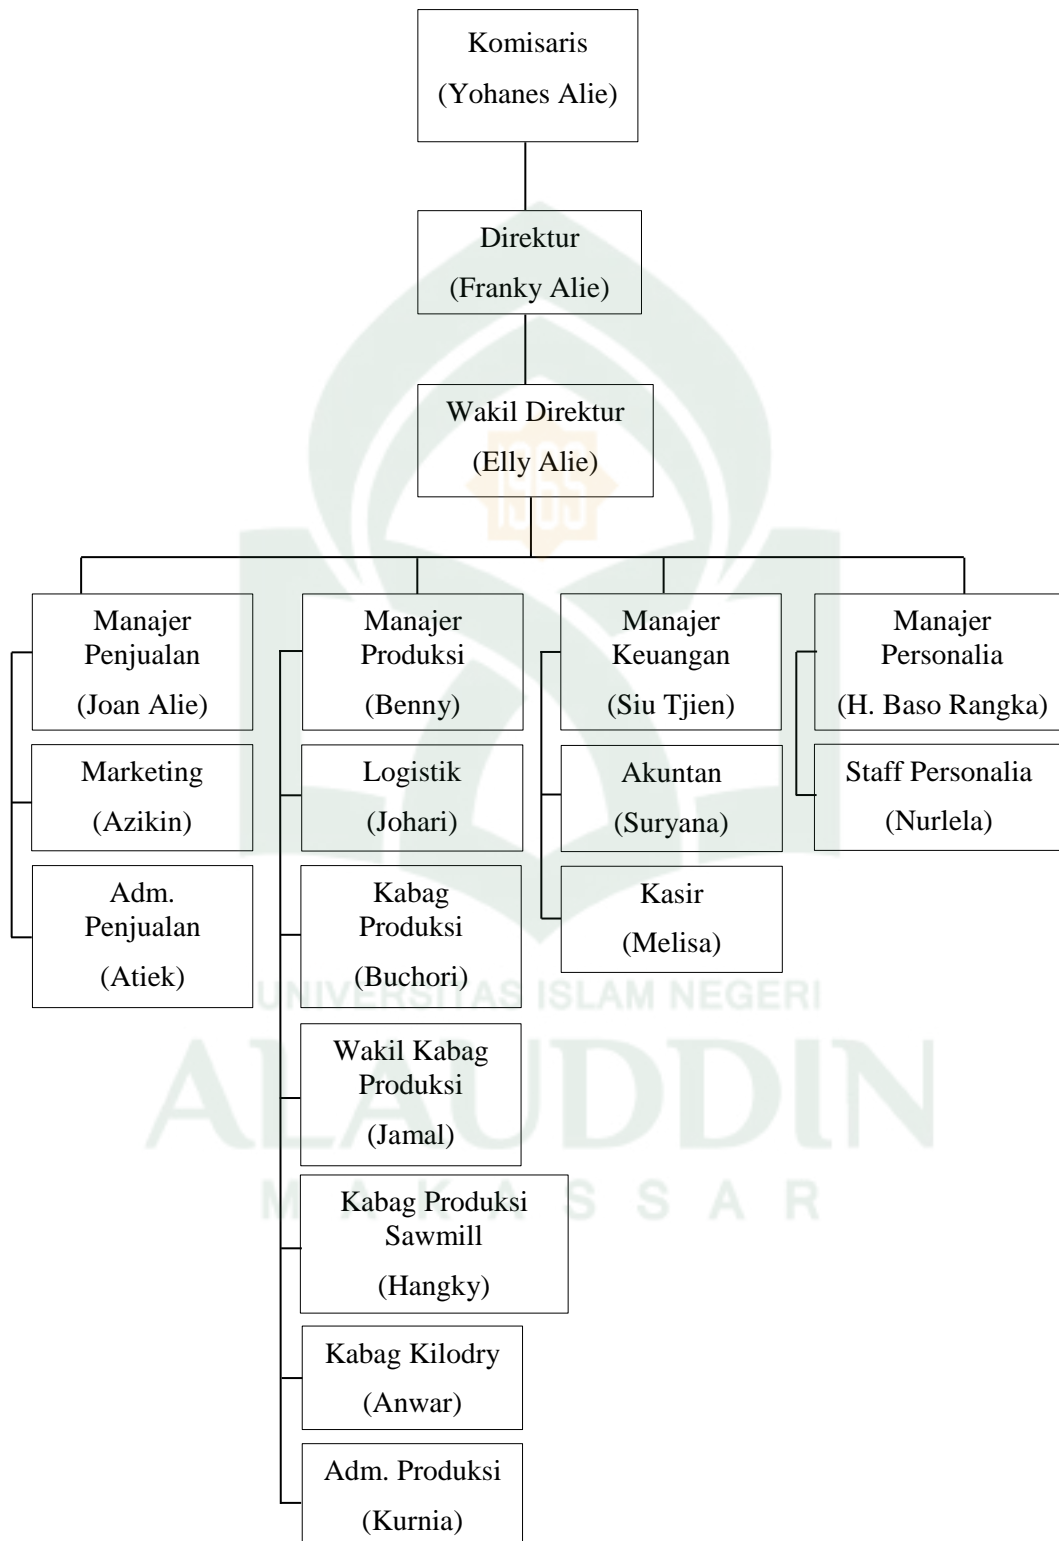 Komisaris
(Yohanes Alie)
Direktur
(Franky Alie)
Wakil Direktur
(Elly Alie)
1965
Manajer
Penjualan
(Joan Alie)
Manajer
Produksi
(Benny)
Manajer
Keuangan
(Siu Tjien)
Manajer
Personalia
(H. Baso Rangka)
Marketing
(Azikin)
Logistik
(Johari)
Akuntan
(Suryana)
Staff Personalia
(Nurlela)
Adm.
Penjualan
(Atiek)
Kabag
Produksi
(Buchori)
Kasir
(Melisa)
UNIVERSITAS ISLAM NEGERI
ALAUDDIN
MAKASSAR
Wakil Kabag
Produksi
(Jamal)
Kabag Produksi
Sawmill
(Hangky)
Kabag Kilodry
(Anwar)
Adm. Produksi
(Kurnia)